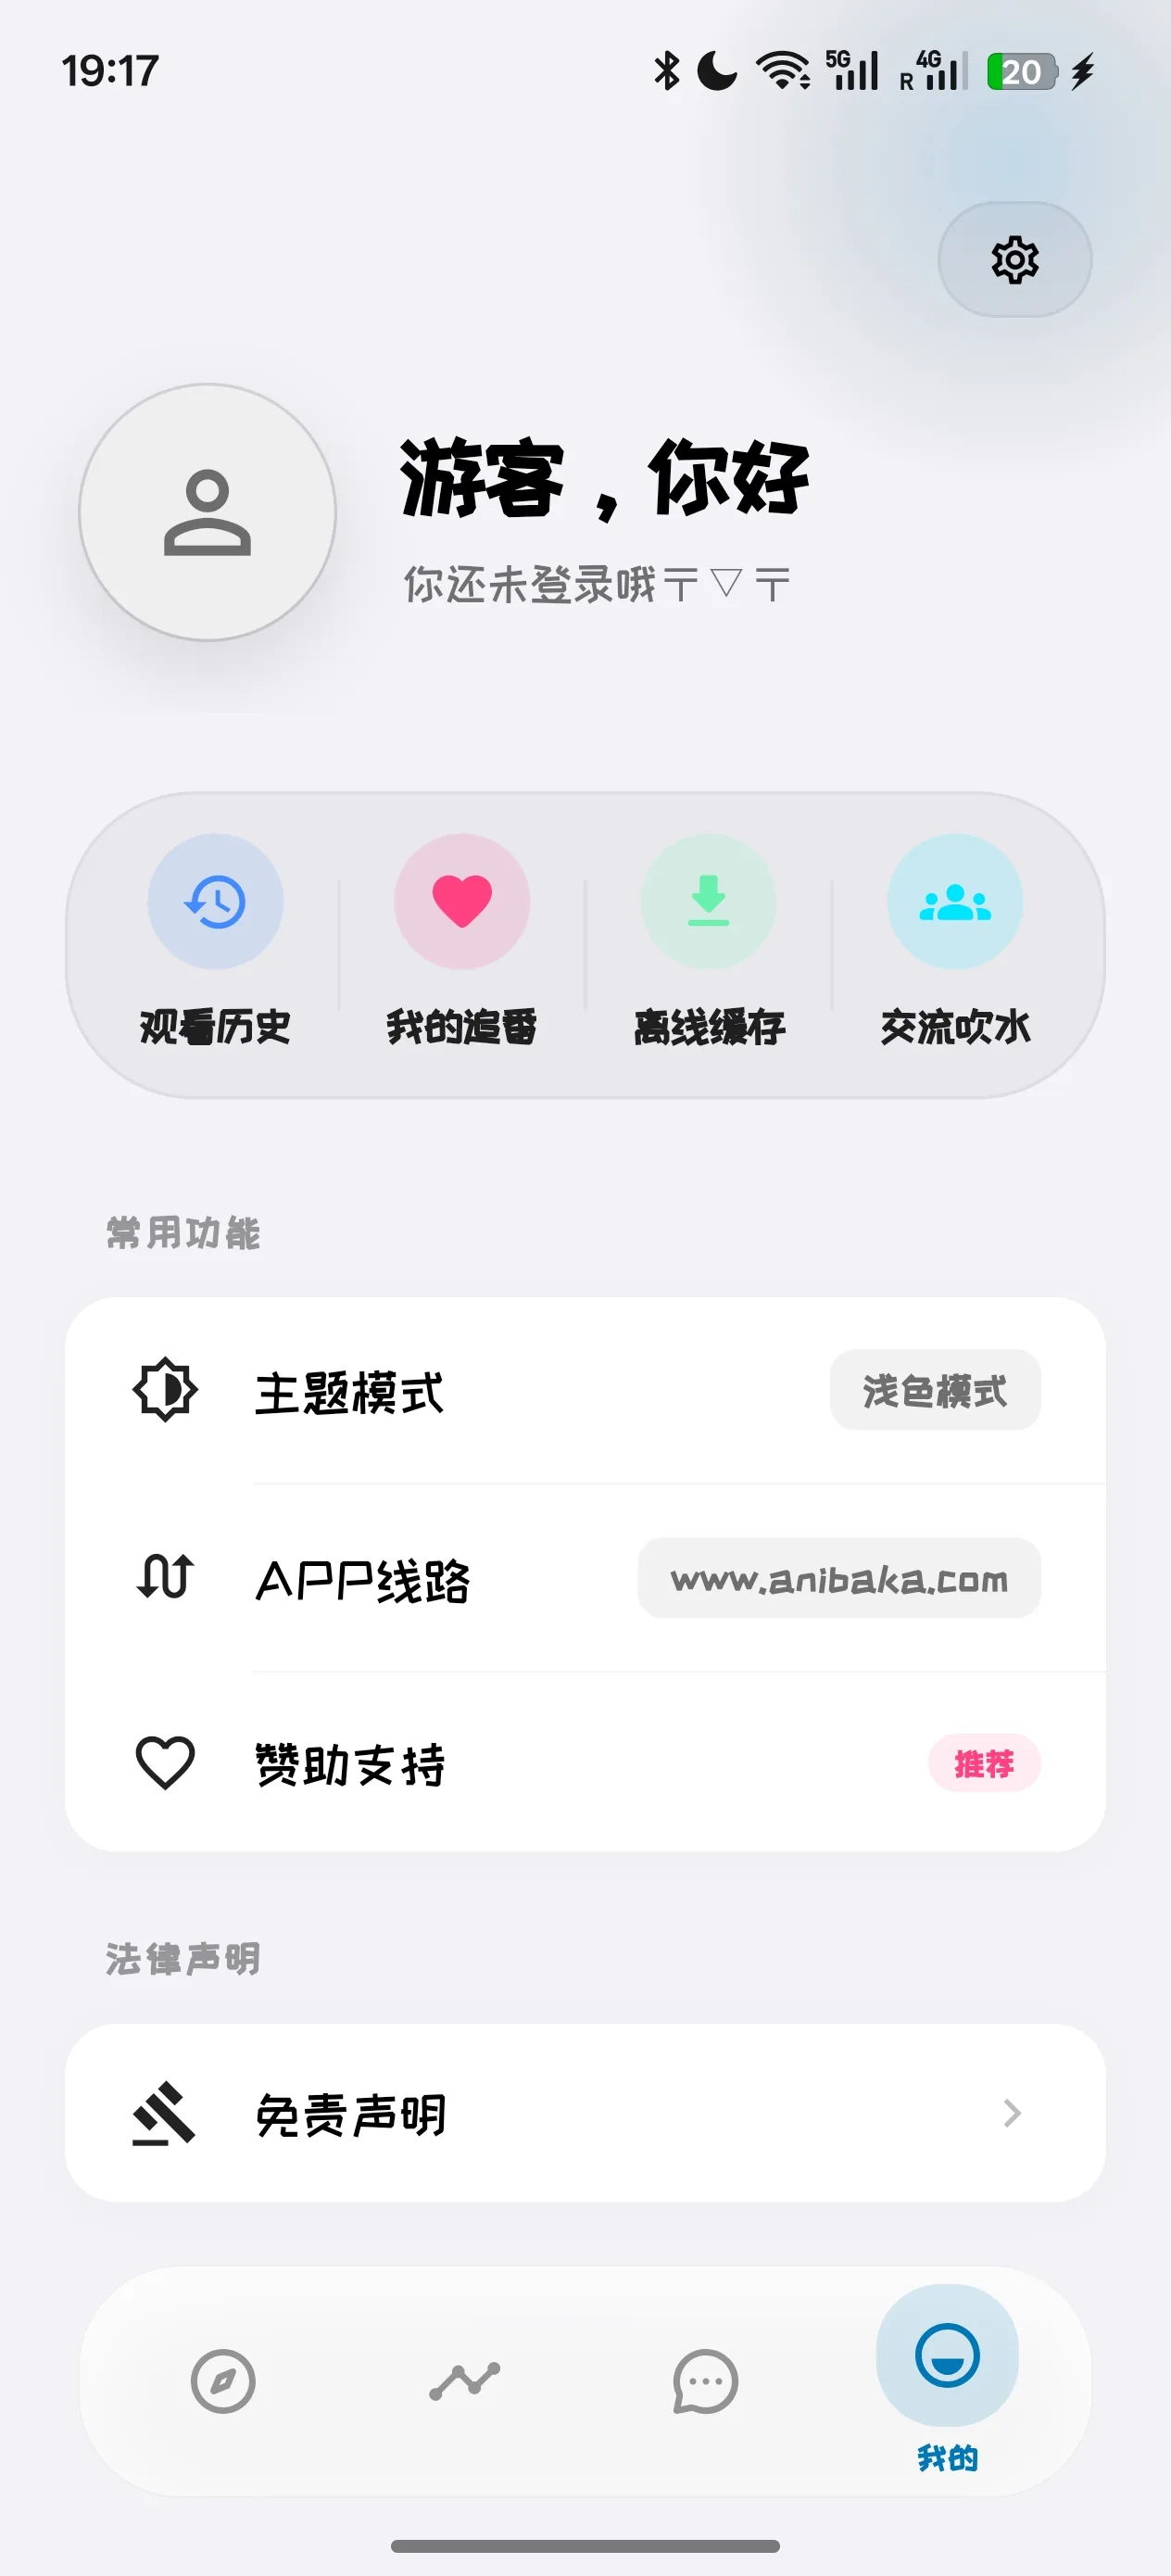 19:17
5G
R 4G
20
游客，你好
你还未登录哦〒▽〒
观看历史
我的追番
离线缓存
交流吹水
常用功能
主题模式
浅色模式
APP线路
www.anibaka.com
赞助支持
推荐
法律声明
免责声明
我的